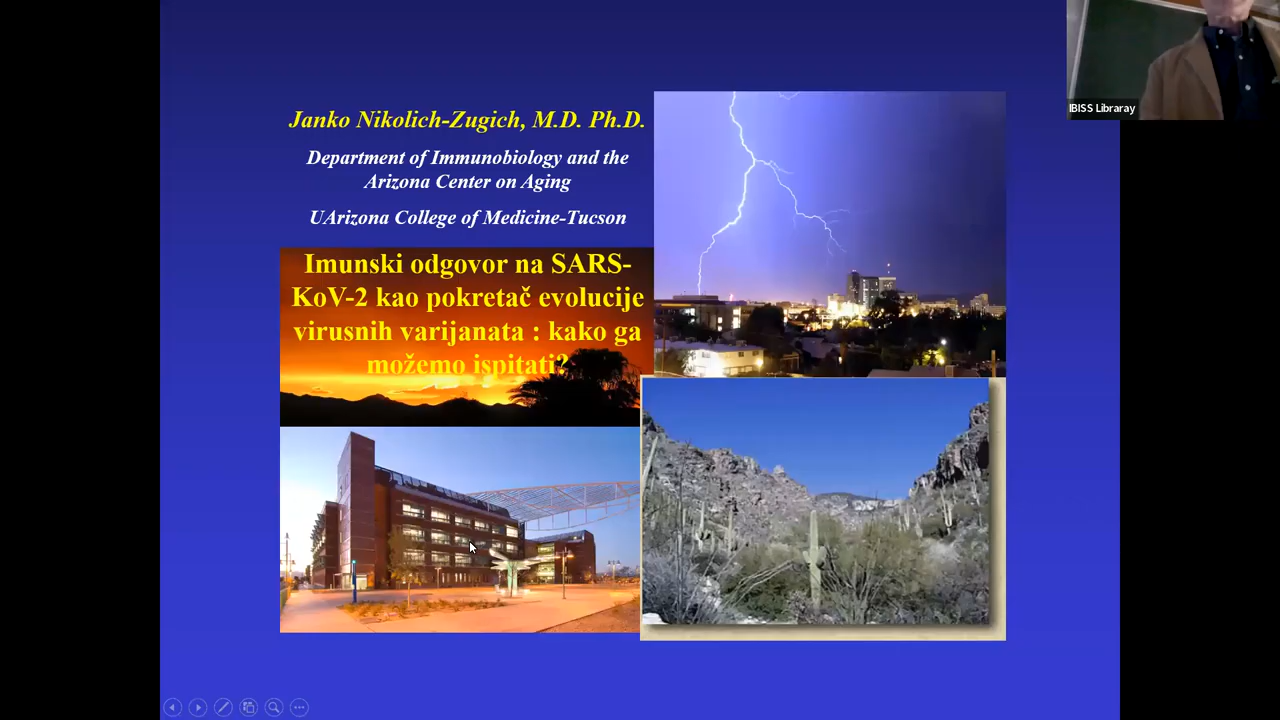 Janko Nikolich-Zugich, M.D. Ph.D.
Department of Immunobiology and the
Arizona Center on Aging
UArizona College of Medicine-Tucson
Imunski odgovor na SARS-
KoV-2 kao pokretač evolucije
virusnih varijanata : kako ga
možemo ispitati?
IBISS Libraray